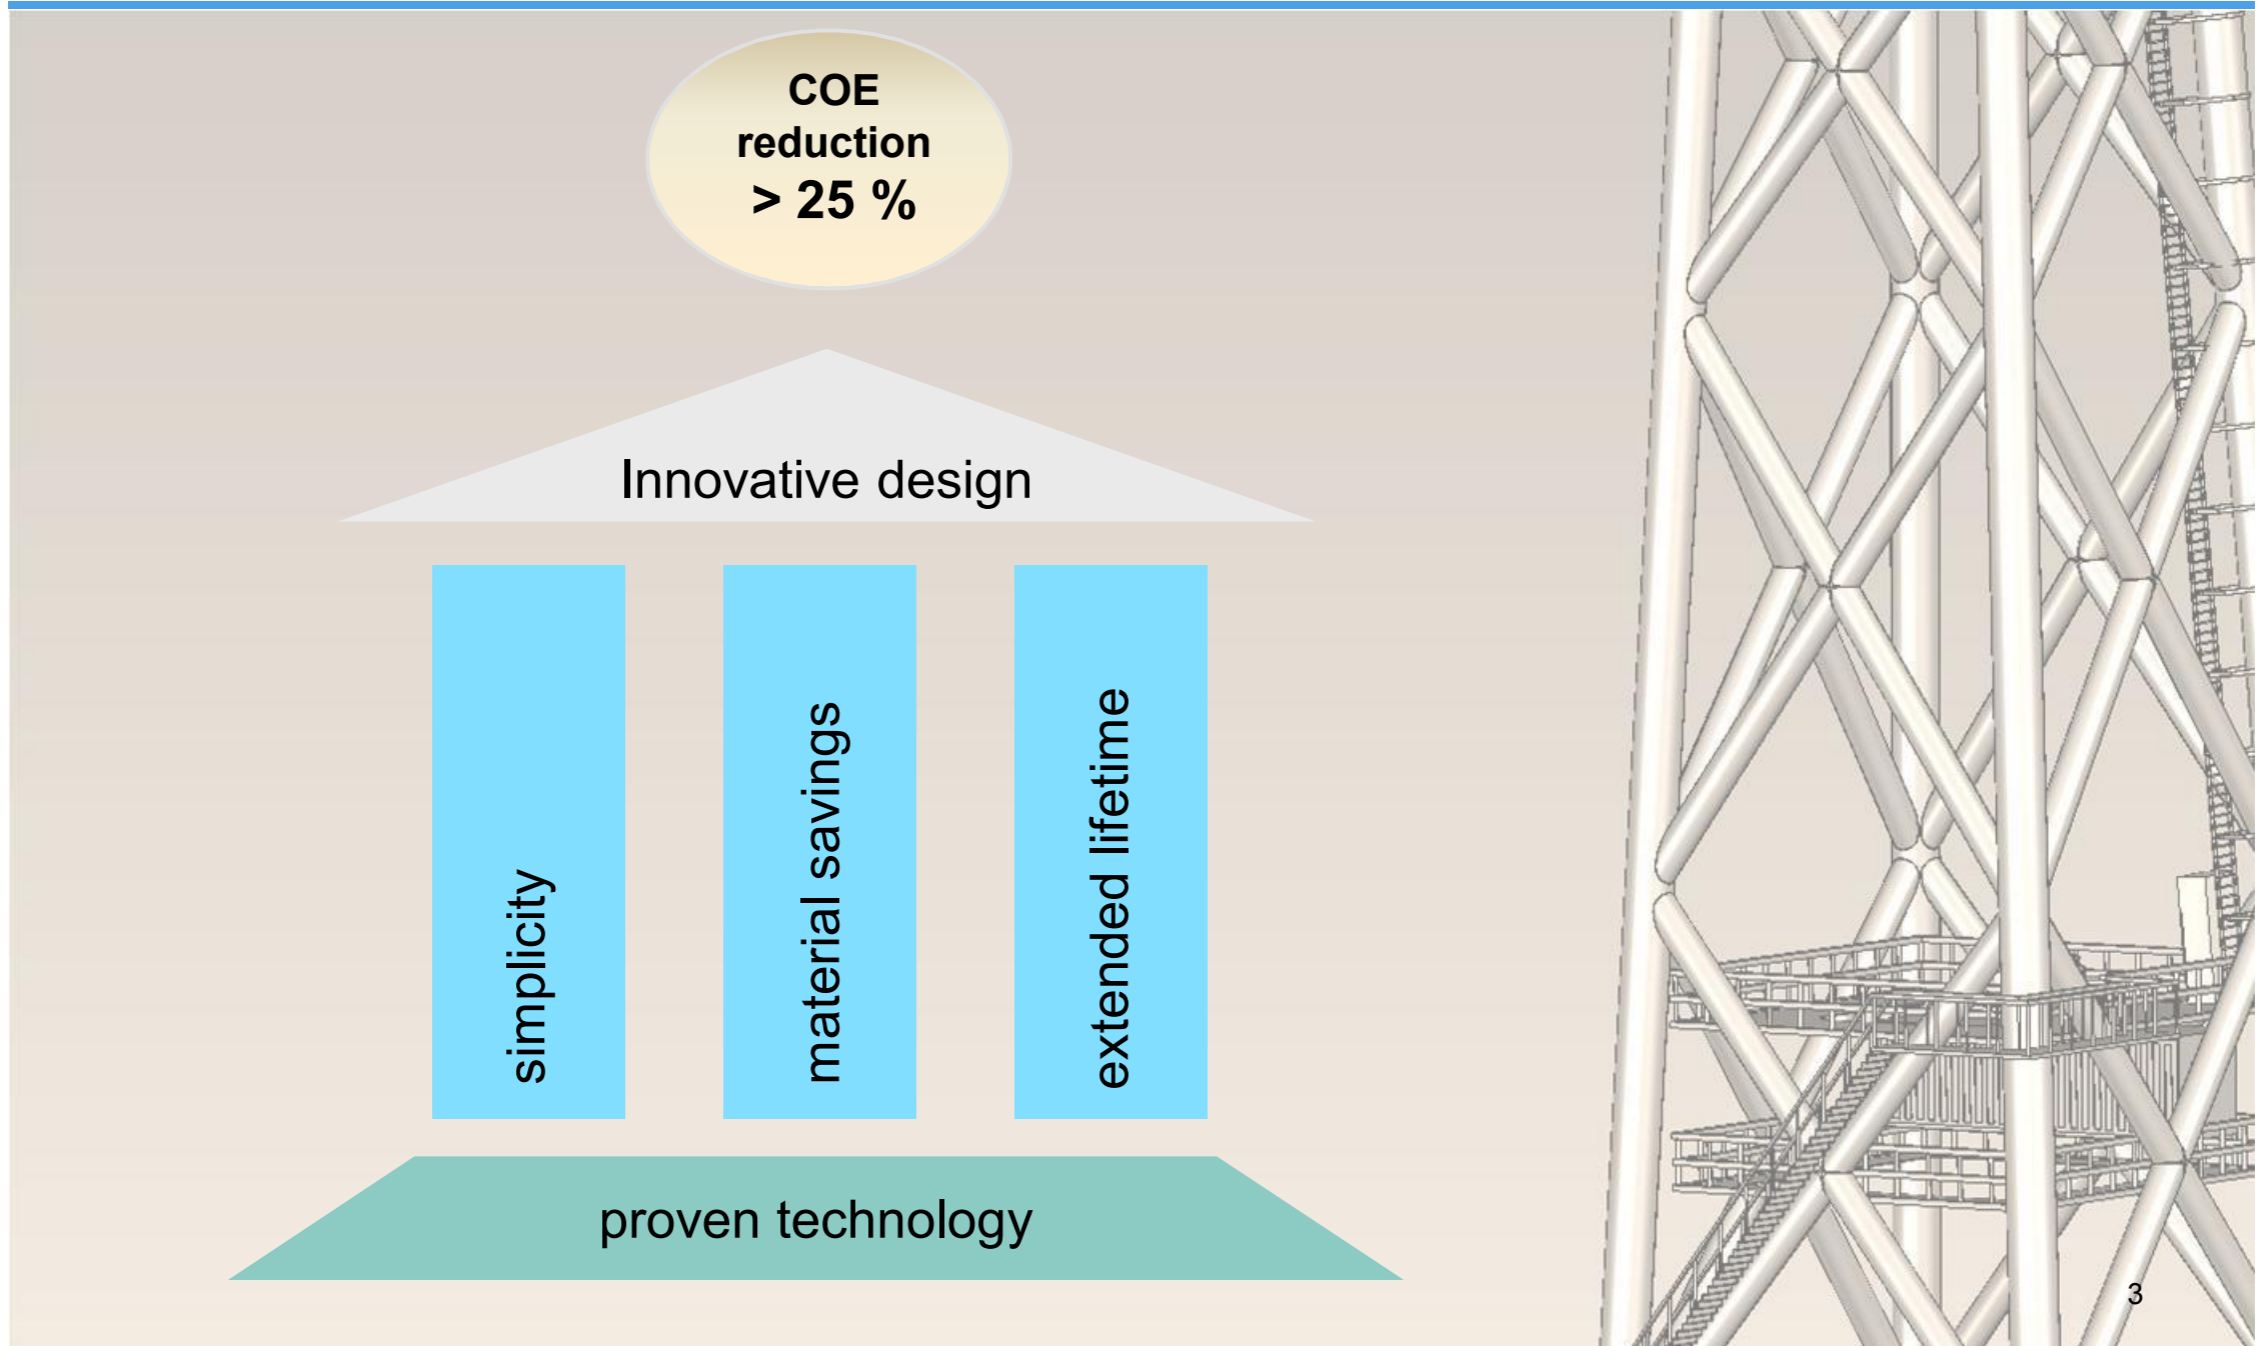 COE
reduction
> 25 %
Innovative design
simplicity
material savings
extended lifetime
proven technology
3